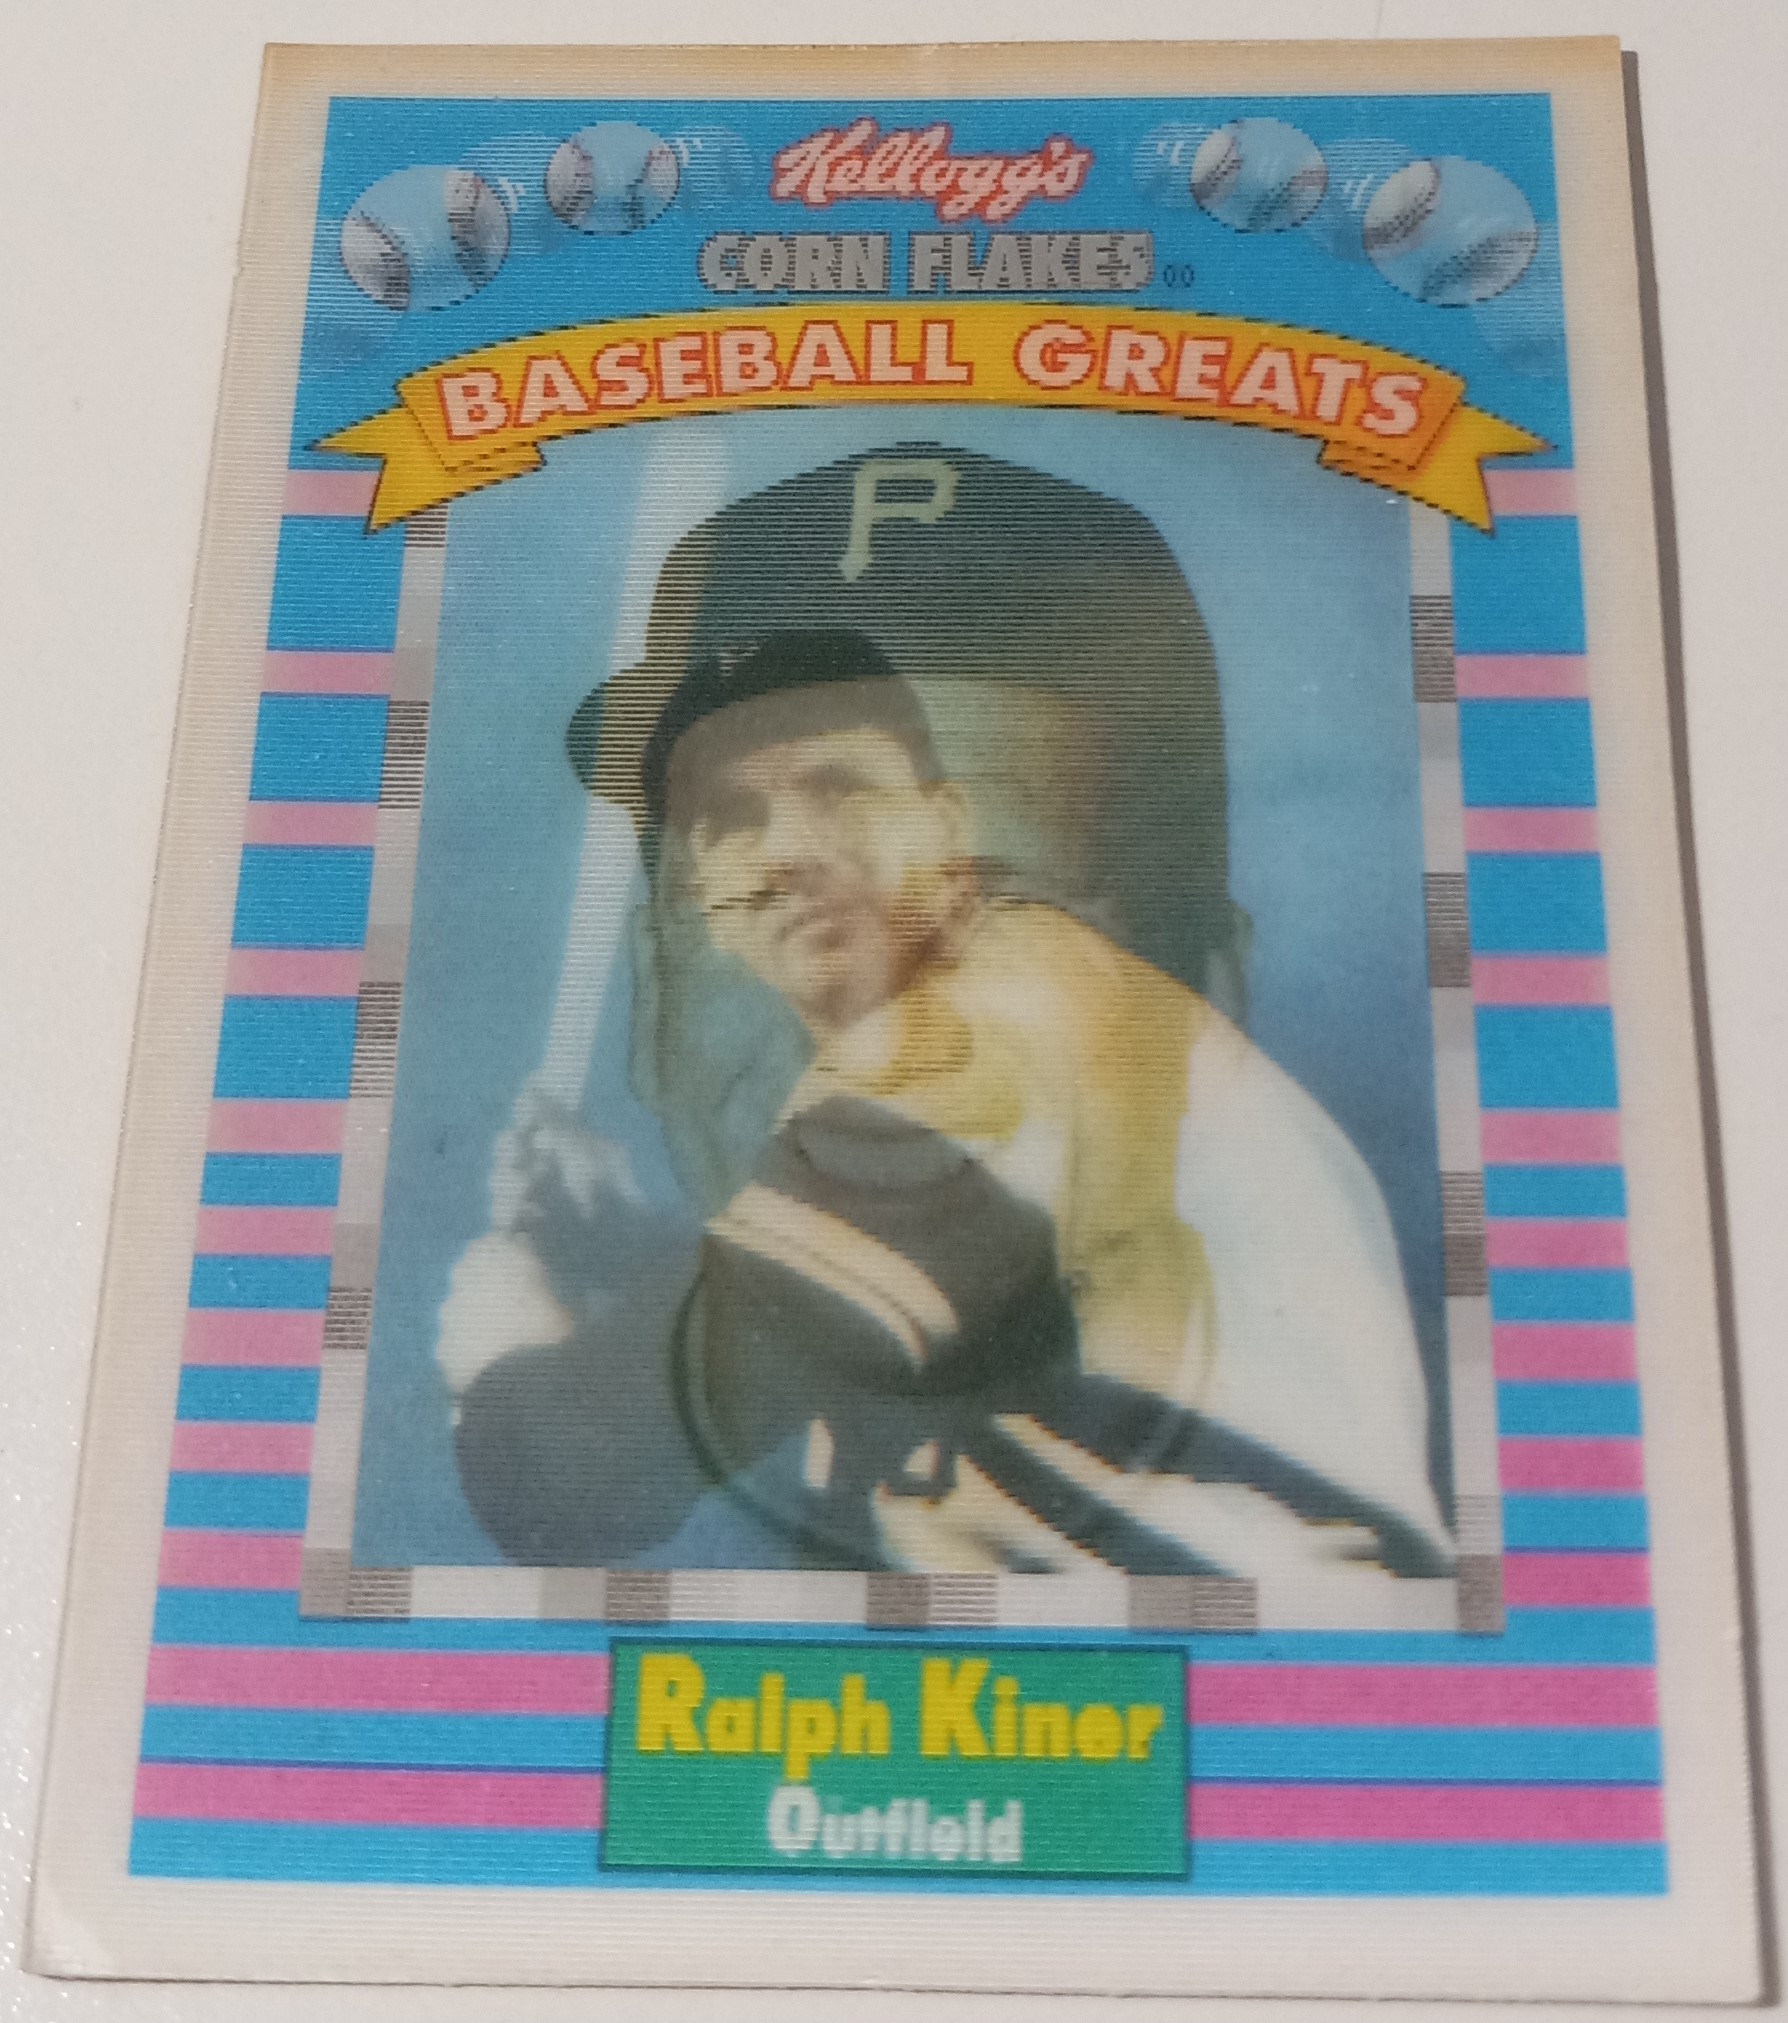 Kellogg's
CORN FLAKES
BASEBALL GREATS
P
Ralph Kiner
Outfield